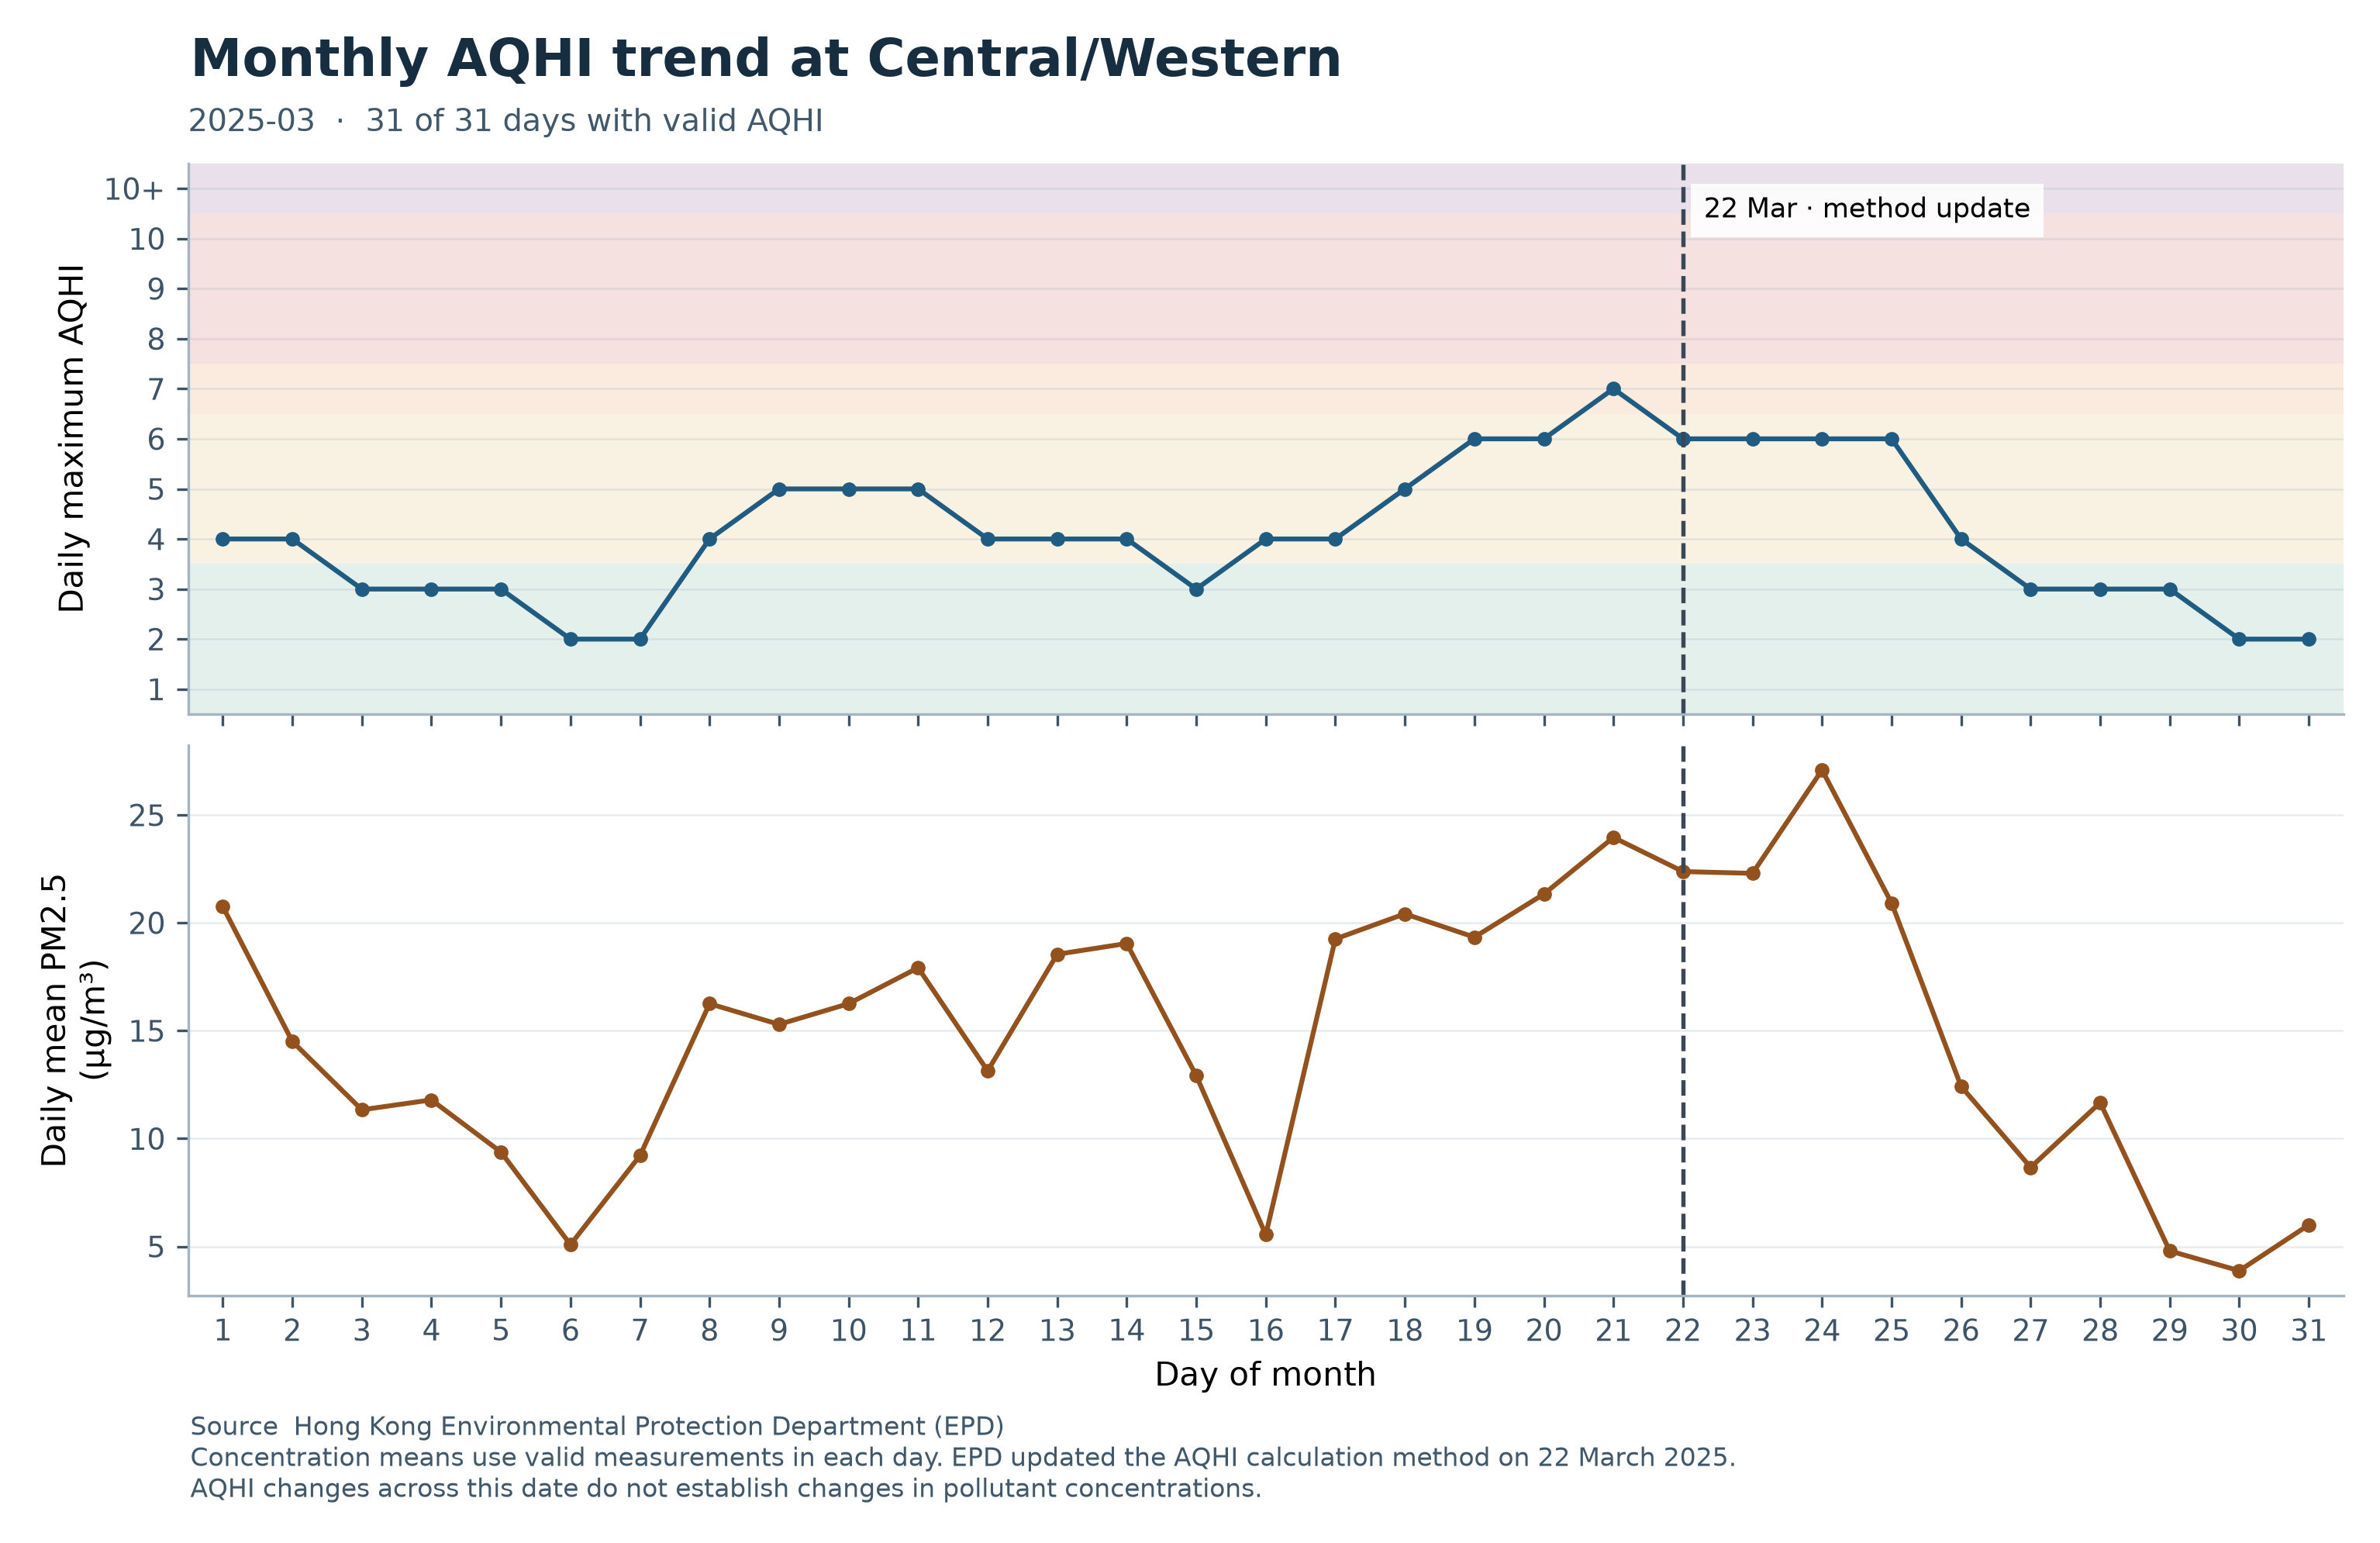 Monthly AQHI trend at Central/Western
2025-03 · 31 of 31 days with valid AQHI
Daily maximum AQHI
10+
10
9
8
7
6
5
4
3
2
1
22 Mar · method update
Daily mean PM2.5
(µg/m³)
25
20
15
10
5
1 2 3 4 5 6 7 8 9 10 11 12 13 14 15 16 17 18 19 20 21 22 23 24 25 26 27 28 29 30 31
Day of month
Source Hong Kong Environmental Protection Department (EPD)
Concentration means use valid measurements in each day. EPD updated the AQHI calculation method on 22 March 2025.
AQHI changes across this date do not establish changes in pollutant concentrations.